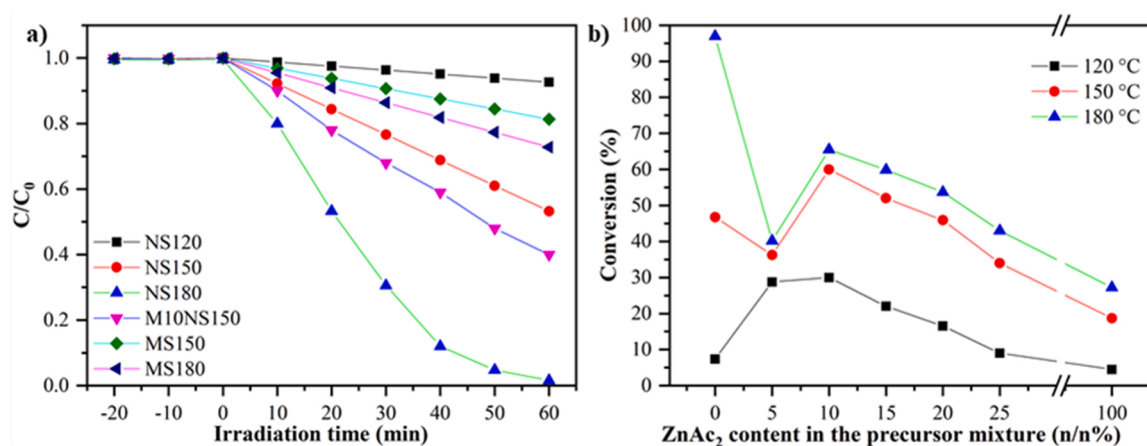 a)
C/C₀
1.0
0.8
0.6
0.4
0.2
0.0
NS120
NS150
NS180
M10NS150
MS150
MS180
-20 -10 0 10 20 30 40 50 60
Irradiation time (min)
b)
Conversion (%)
100
90
80
70
60
50
40
30
20
10
0
120 °C
150 °C
180 °C
0 5 10 15 20 25 100
ZnAc₂ content in the precursor mixture (n/n%)